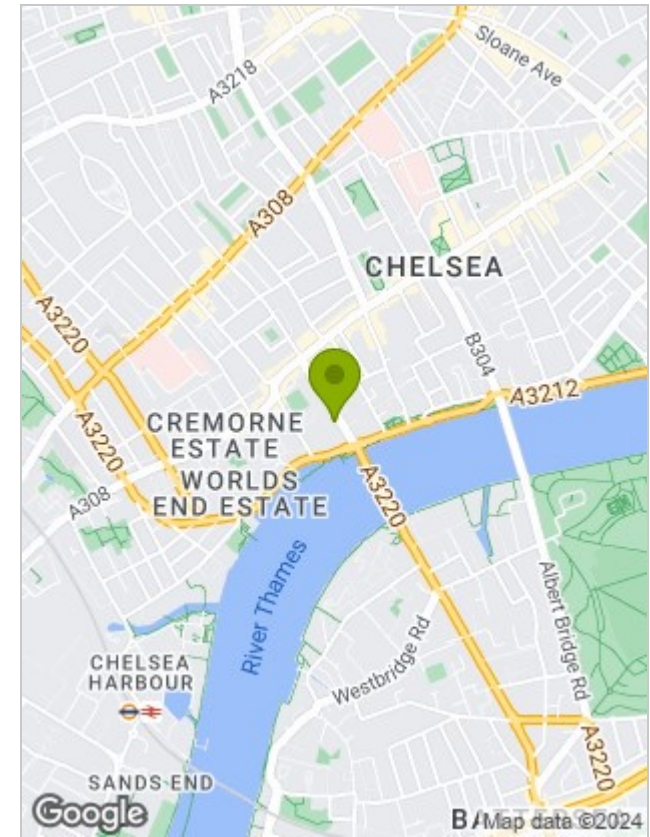 Sloane Ave
A3218
A308
CHELSEA
A3220
B304
A3212
CREMORNE
ESTATE
WORLDS
END ESTATE
A3220
A308
A3220
River Thames
Albert Bridge Rd
Westbridge Rd
CHELSEA
HARBOUR
A3220
SANDS END
Google
Map data ©2024